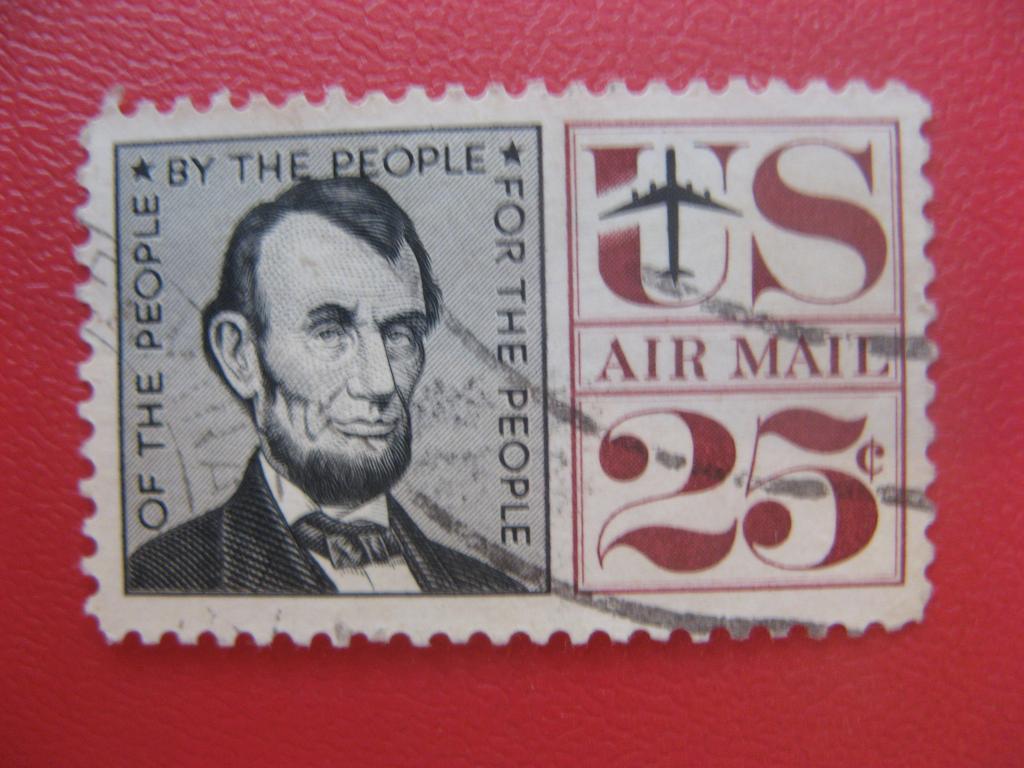 OF THE PEOPLE
★ BY THE PEOPLE ★
FOR THE PEOPLE
US
AIR MAIL
25¢